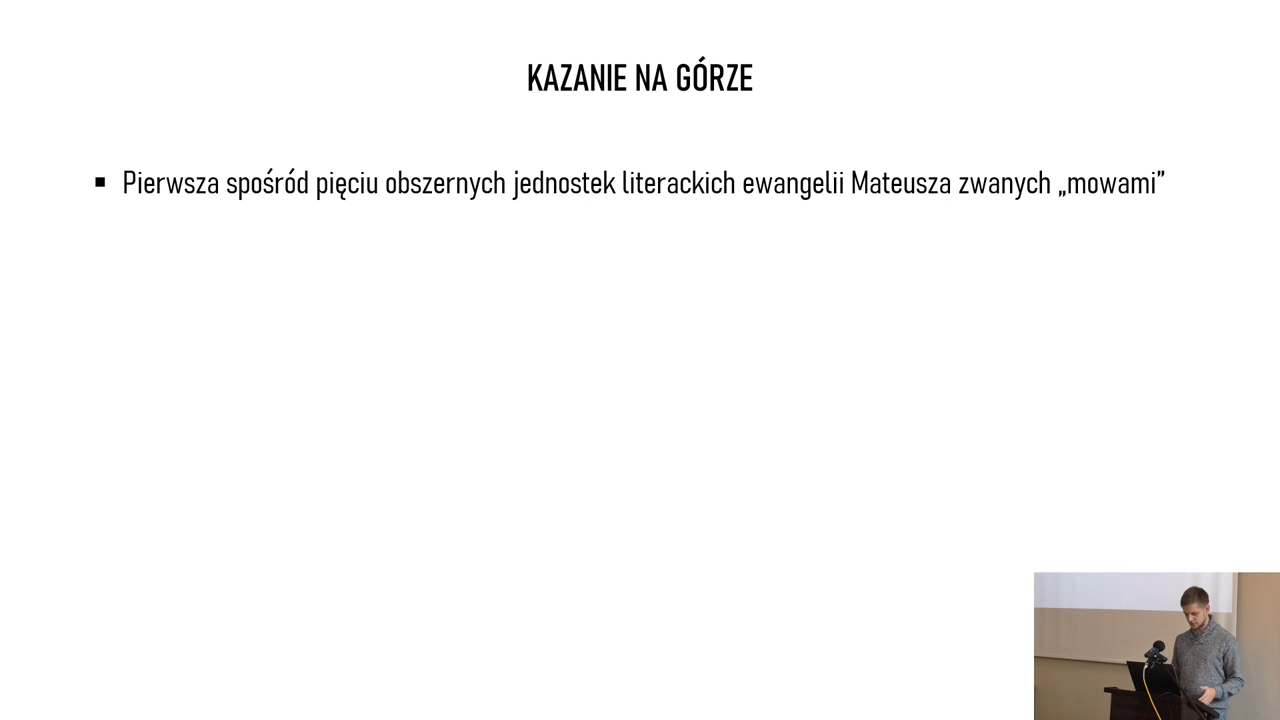 KAZANIE NA GÓRZE
▪ Pierwsza spośród pięciu obszernych jednostek literackich ewangelii Mateusza zwanych „mowami”